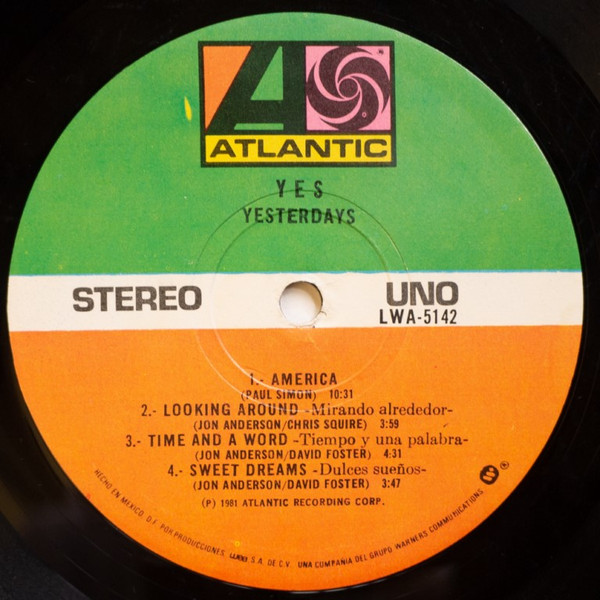 ATLANTIC
YES
YESTERDAYS
STEREO UNO
LWA-5142
1.- AMERICA
(PAUL SIMON) 10:31
2.- LOOKING AROUND -Mirando alrededor-
(JON ANDERSON/CHRIS SQUIRE) 3:59
3.- TIME AND A WORD -Tiempo y una palabra-
(JON ANDERSON/DAVID FOSTER) 4:31
4.- SWEET DREAMS -Dulces sueños-
(JON ANDERSON/DAVID FOSTER) 3:47
(P) 1981 ATLANTIC RECORDING CORP.
HECHO EN MEXICO, D.F. POR PRODUCCIONES, wea S.A. DE C.V. UNA COMPAÑIA DEL GRUPO WARNERS COMMUNICATIONS ®